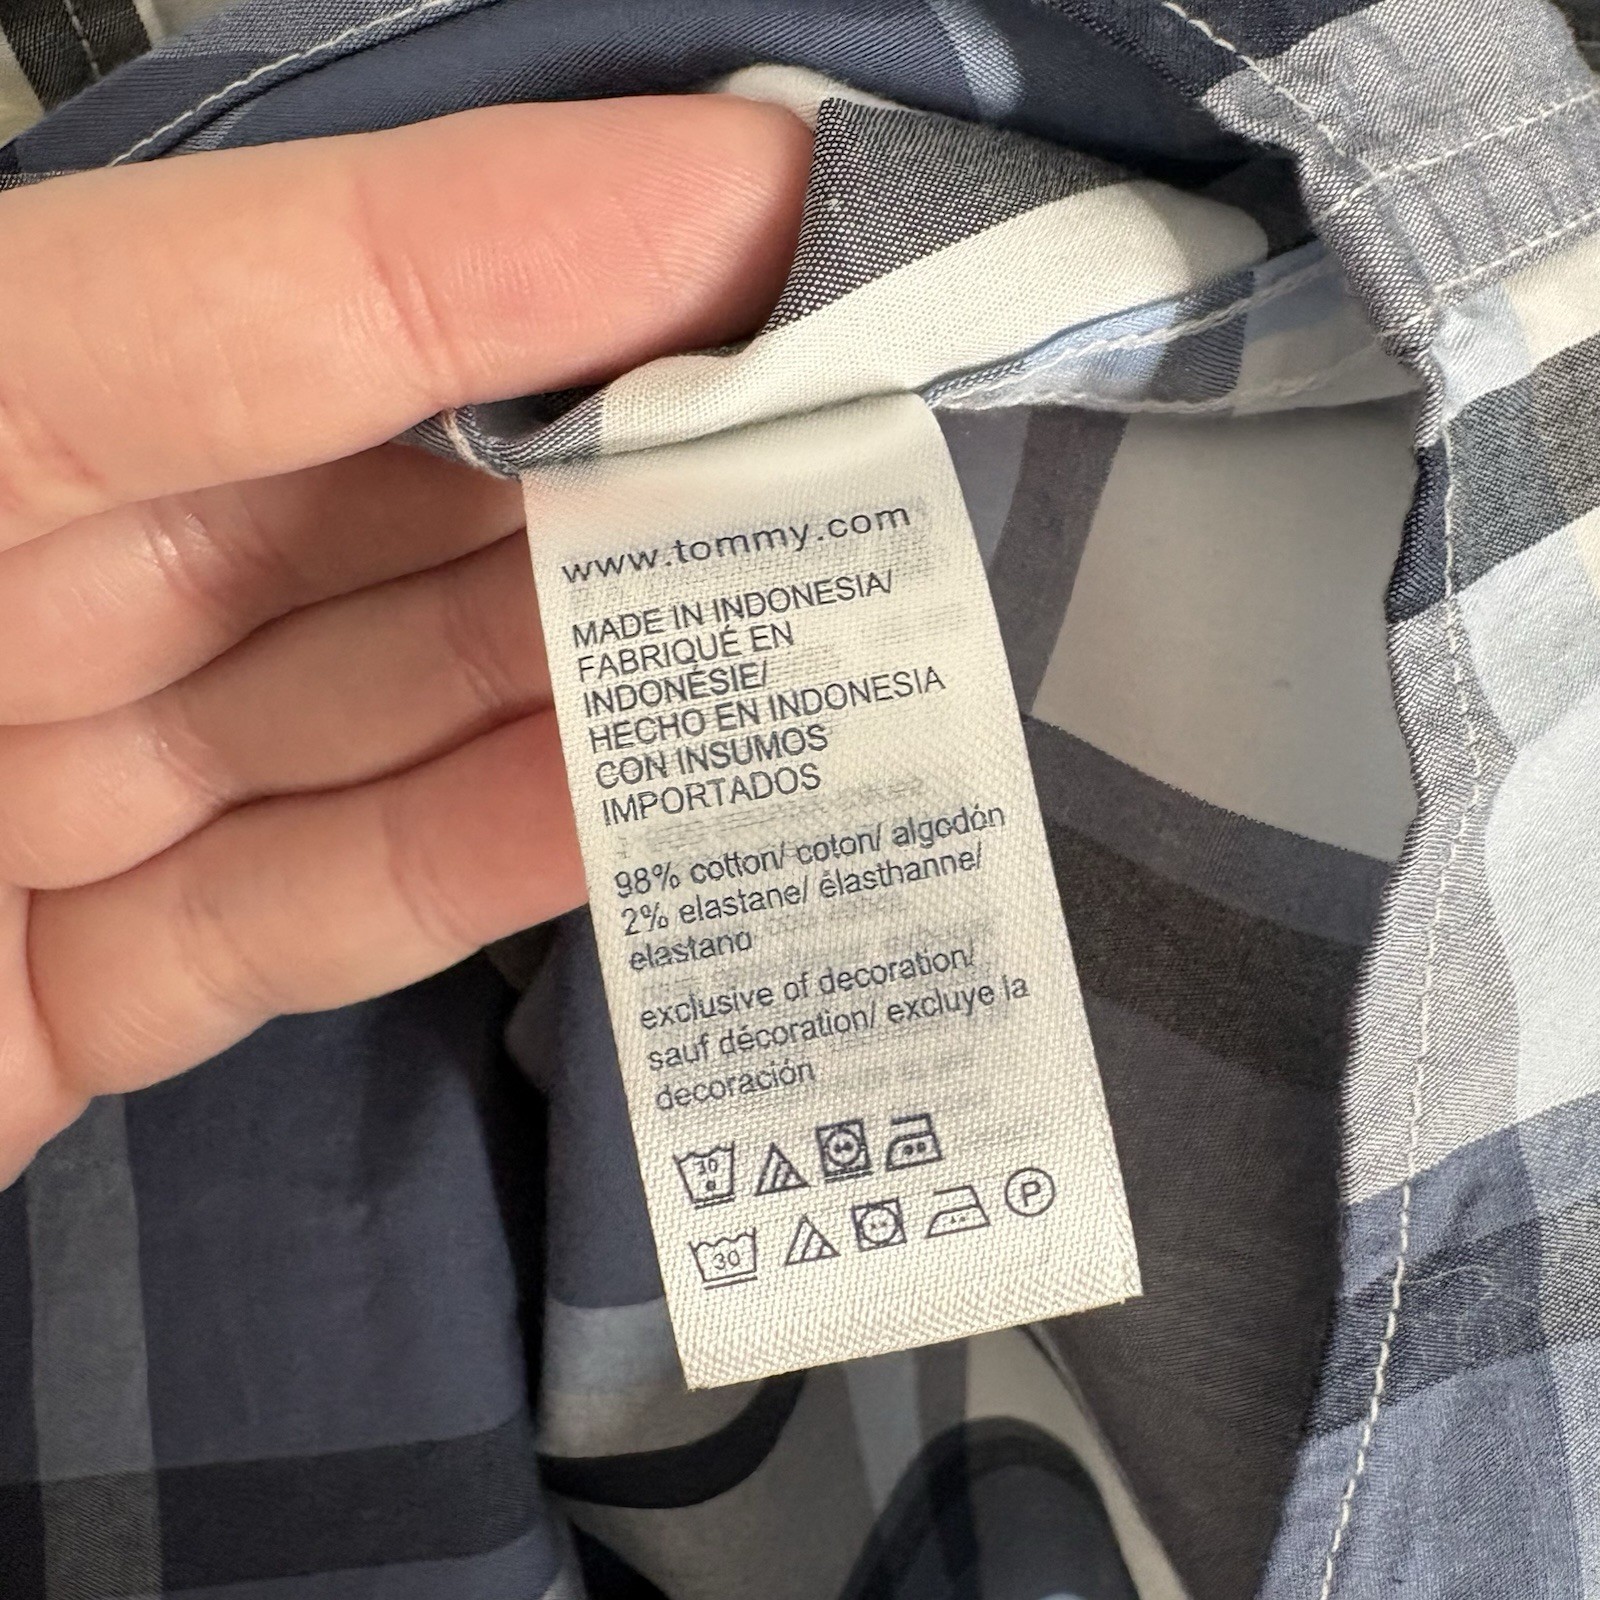 www.tommy.com
MADE IN INDONESIA/
FABRIQUÉ EN
INDONÉSIE/
HECHO EN INDONESIA
CON INSUMOS
IMPORTADOS
98% cotton/ coton/ algodón
2% elastane/ élasthanne/
elastano
exclusive of decoration/
sauf décoration/ excluye la
decoración
30
30 P